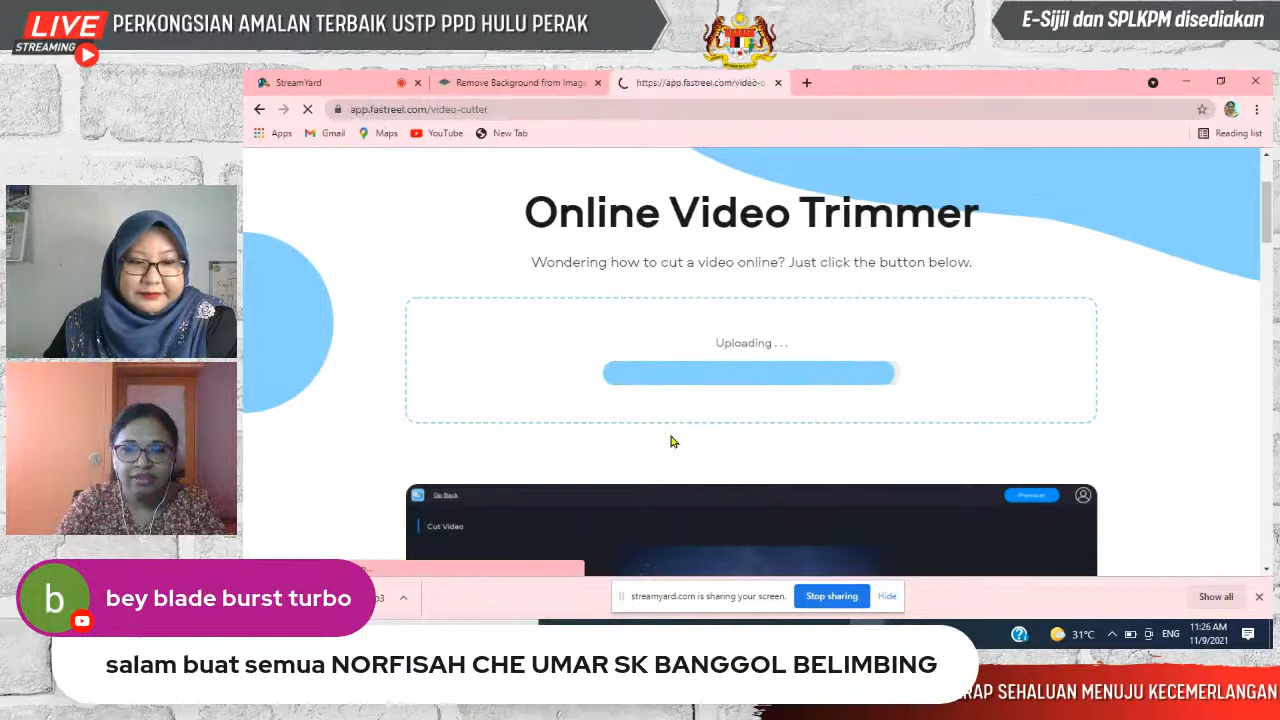 LIVE
STREAMING
PERKONGSIAN AMALAN TERBAIK USTP PPD HULU PERAK
E-Sijil dan SPLKPM disediakan
StreamYard
Remove Background from Imag
https://app.fastreel.com/video-c
app.fastreel.com/video-cutter
Apps
Gmail
Maps
YouTube
New Tab
Reading list
Online Video Trimmer
Wondering how to cut a video online? Just click the button below.
Uploading . . .
Go Back
Premium
Cut Video
streamyard.com is sharing your screen.
Stop sharing
Hide
Show all
b
bey blade burst turbo
31°C
ENG
11:26 AM
11/9/2021
salam buat semua NORFISAH CHE UMAR SK BANGGOL BELIMBING
RAP SEHALUAN MENUJU KECEMERLANGAN